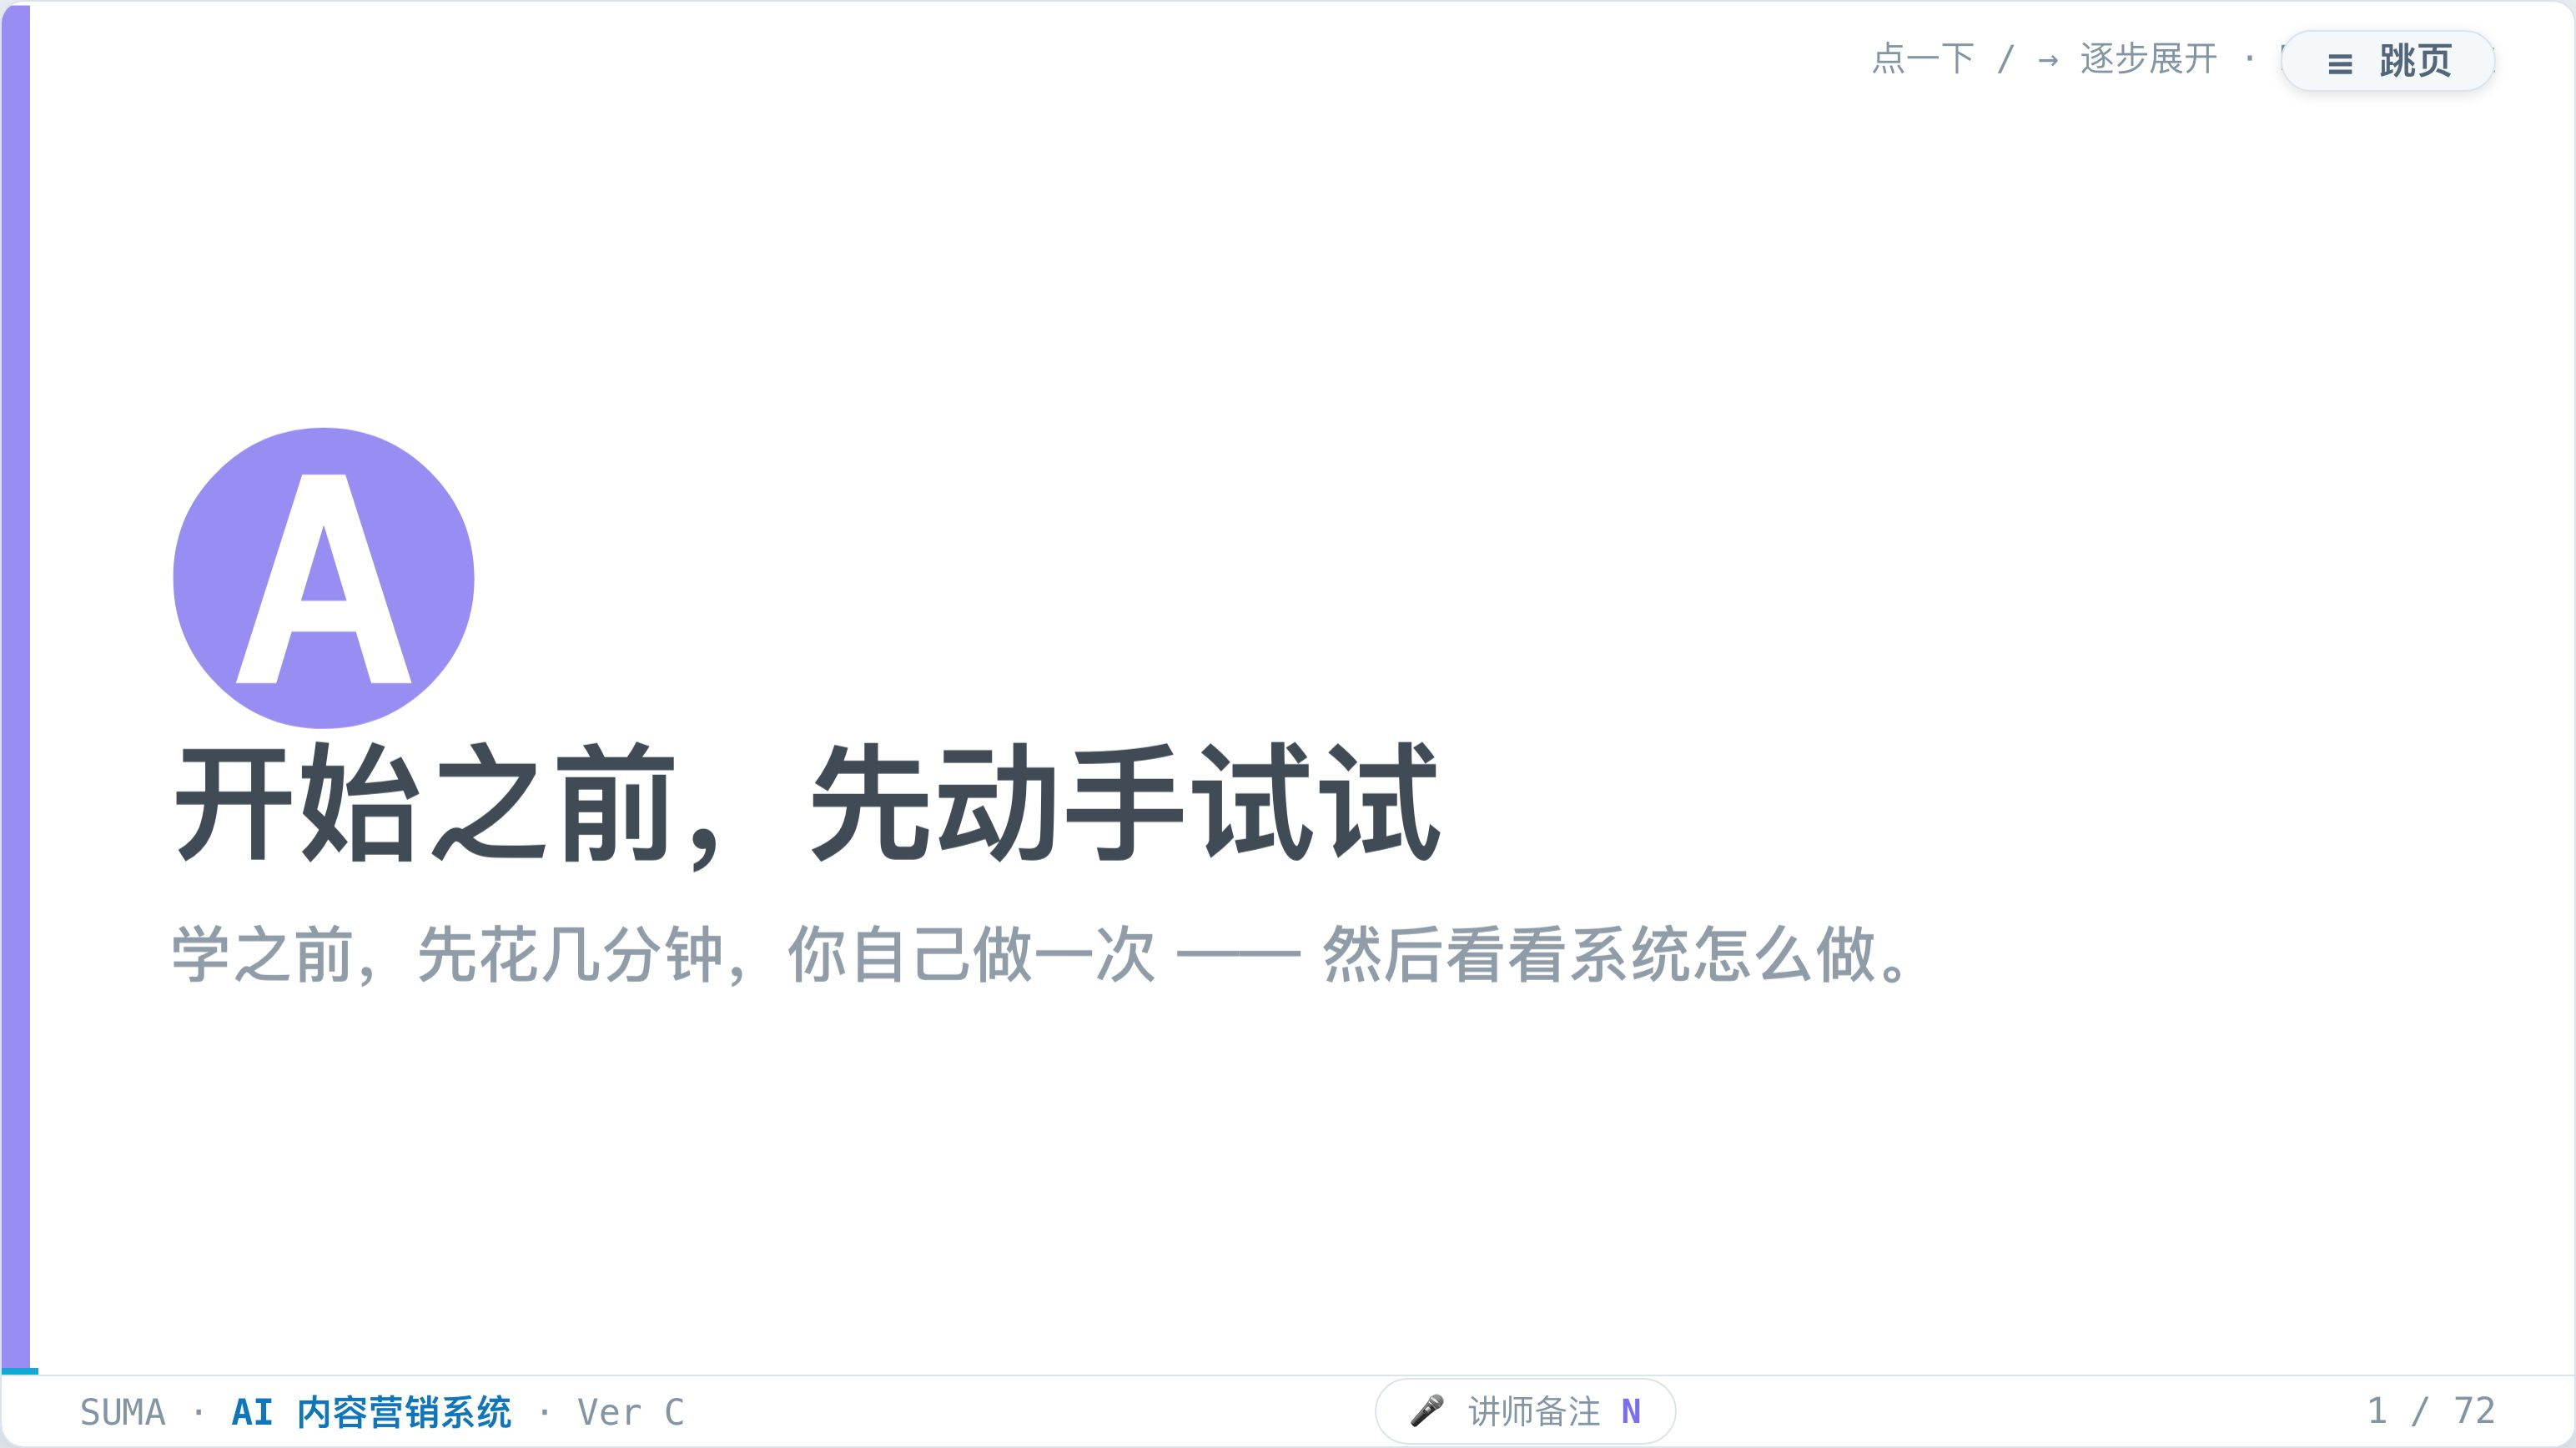 点一下 / → 逐步展开 ·
≡ 跳页
A
开始之前，先动手试试
学之前，先花几分钟，你自己做一次 —— 然后看看系统怎么做。
SUMA · AI 内容营销系统 · Ver C
🎤 讲师备注 N
1 / 72